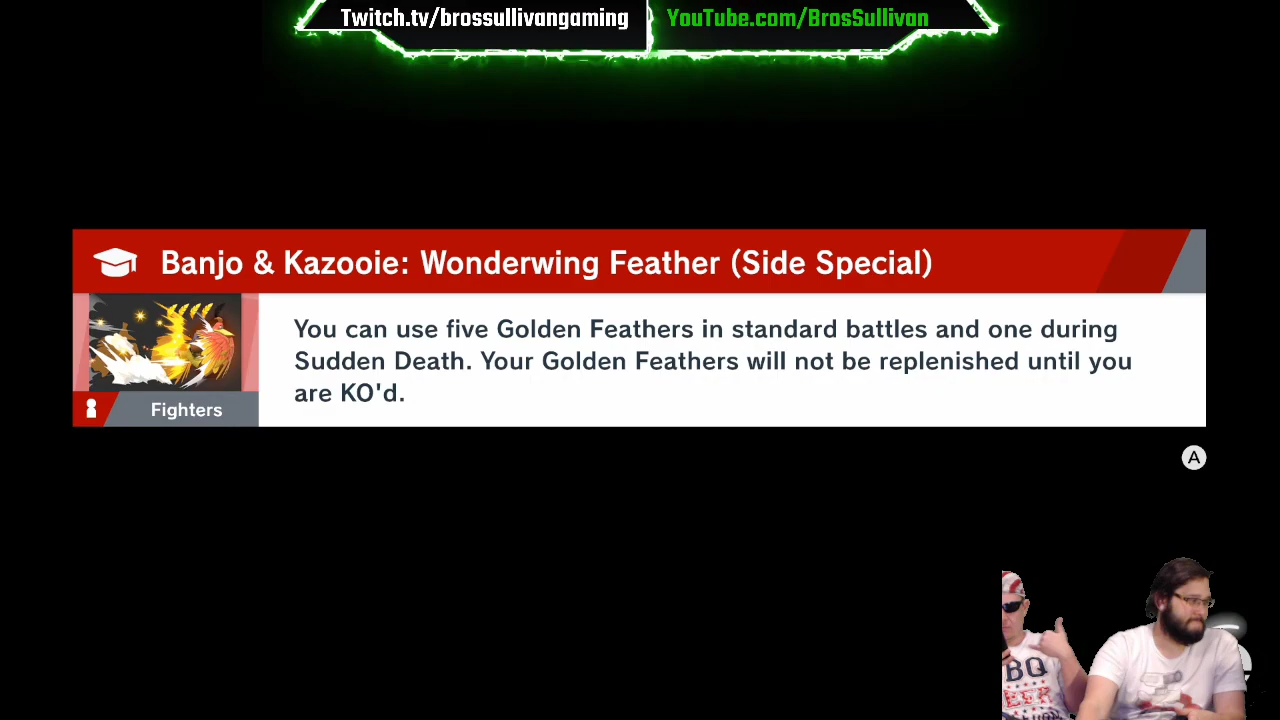 Twitch.tv/brossullivangaming
YouTube.com/BrosSullivan
Banjo & Kazooie: Wonderwing Feather (Side Special)
You can use five Golden Feathers in standard battles and one during
Sudden Death. Your Golden Feathers will not be replenished until you
are KO'd.
Fighters
A
BQ